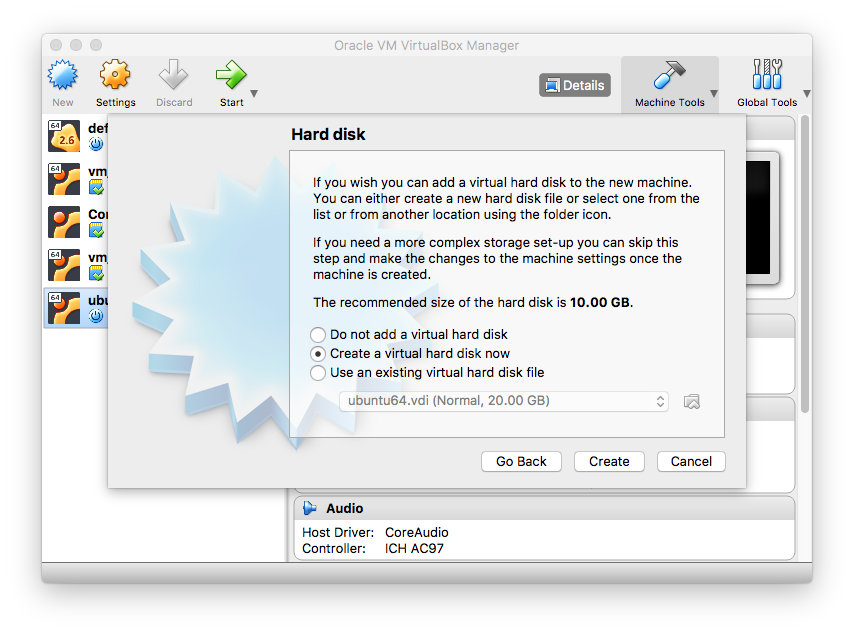 Oracle VM VirtualBox Manager
New
Settings
Discard
Start
Details
Machine Tools
Global Tools
64
2.6
def
64
vm_
Co
64
vm_
64
ubu
Hard disk
If you wish you can add a virtual hard disk to the new machine.
You can either create a new hard disk file or select one from the
list or from another location using the folder icon.
If you need a more complex storage set-up you can skip this
step and make the changes to the machine settings once the
machine is created.
The recommended size of the hard disk is 10.00 GB.
Do not add a virtual hard disk
Create a virtual hard disk now
Use an existing virtual hard disk file
ubuntu64.vdi (Normal, 20.00 GB)
Go Back
Create
Cancel
Audio
Host Driver: CoreAudio
Controller: ICH AC97